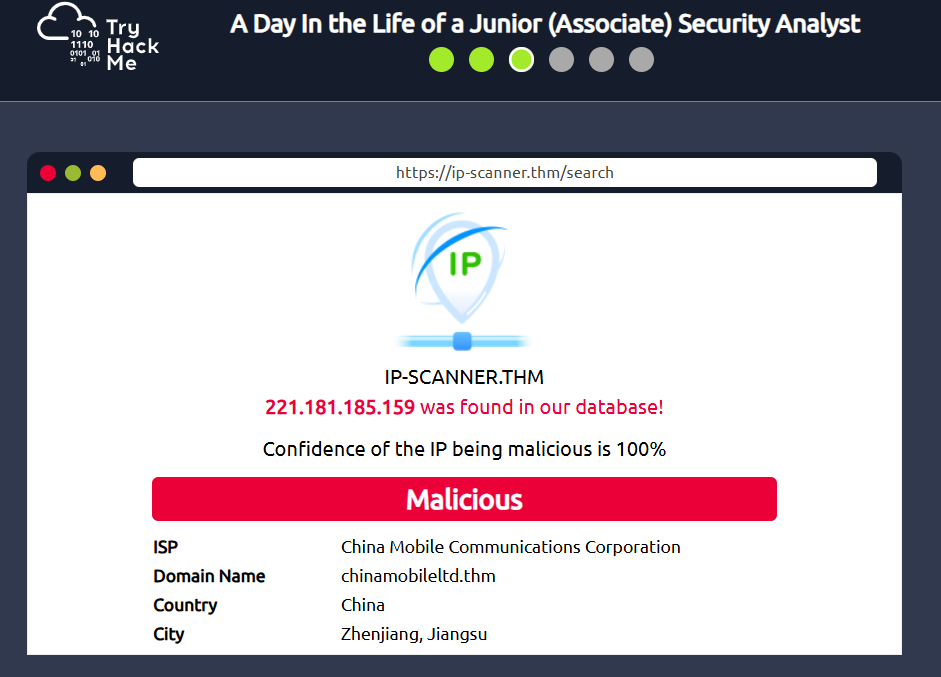 A Day In the Life of a Junior (Associate) Security Analyst
10 10
1110
0101 01
01 010
01
Try
Hack
Me
https://ip-scanner.thm/search
IP
IP-SCANNER.THM
221.181.185.159 was found in our database!
Confidence of the IP being malicious is 100%
Malicious
ISP China Mobile Communications Corporation
Domain Name chinamobileltd.thm
Country China
City Zhenjiang, Jiangsu